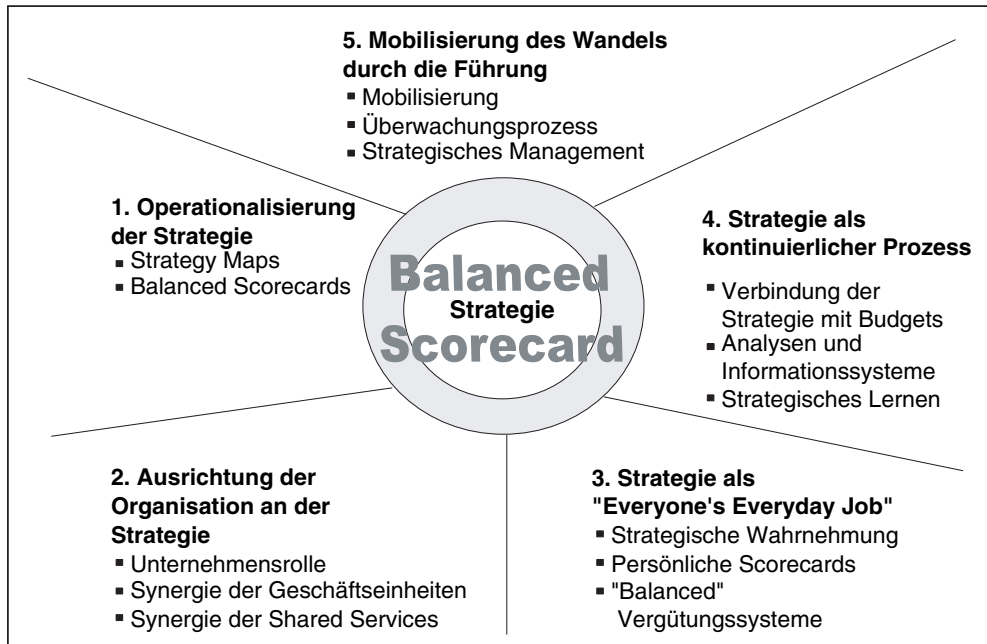 5. Mobilisierung des Wandels
durch die Führung
▪ Mobilisierung
▪ Überwachungsprozess
▪ Strategisches Management
1. Operationalisierung
der Strategie
▪ Strategy Maps
▪ Balanced Scorecards
Balanced
Strategie
Scorecard
4. Strategie als
kontinuierlicher Prozess
▪ Verbindung der
Strategie mit Budgets
▪ Analysen und
Informationssysteme
▪ Strategisches Lernen
2. Ausrichtung der
Organisation an der
Strategie
▪ Unternehmensrolle
▪ Synergie der Geschäftseinheiten
▪ Synergie der Shared Services
3. Strategie als
"Everyone's Everyday Job"
▪ Strategische Wahrnehmung
▪ Persönliche Scorecards
▪ "Balanced"
Vergütungssysteme